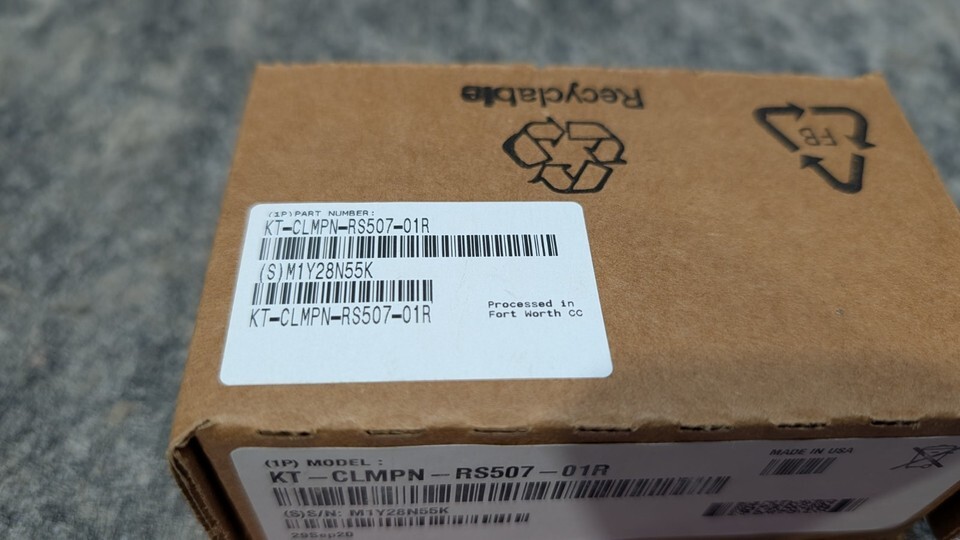 Recyclable
FB
(1P)PART NUMBER:
KT-CLMPN-RS507-01R
(S)M1Y28N55K
KT-CLMPN-RS507-01R
Processed in
Fort Worth CC
(1P) MODEL :
KT-CLMPN-RS507-01R
MADE IN USA
(S)S/N: M1Y28N55K
28Sep20